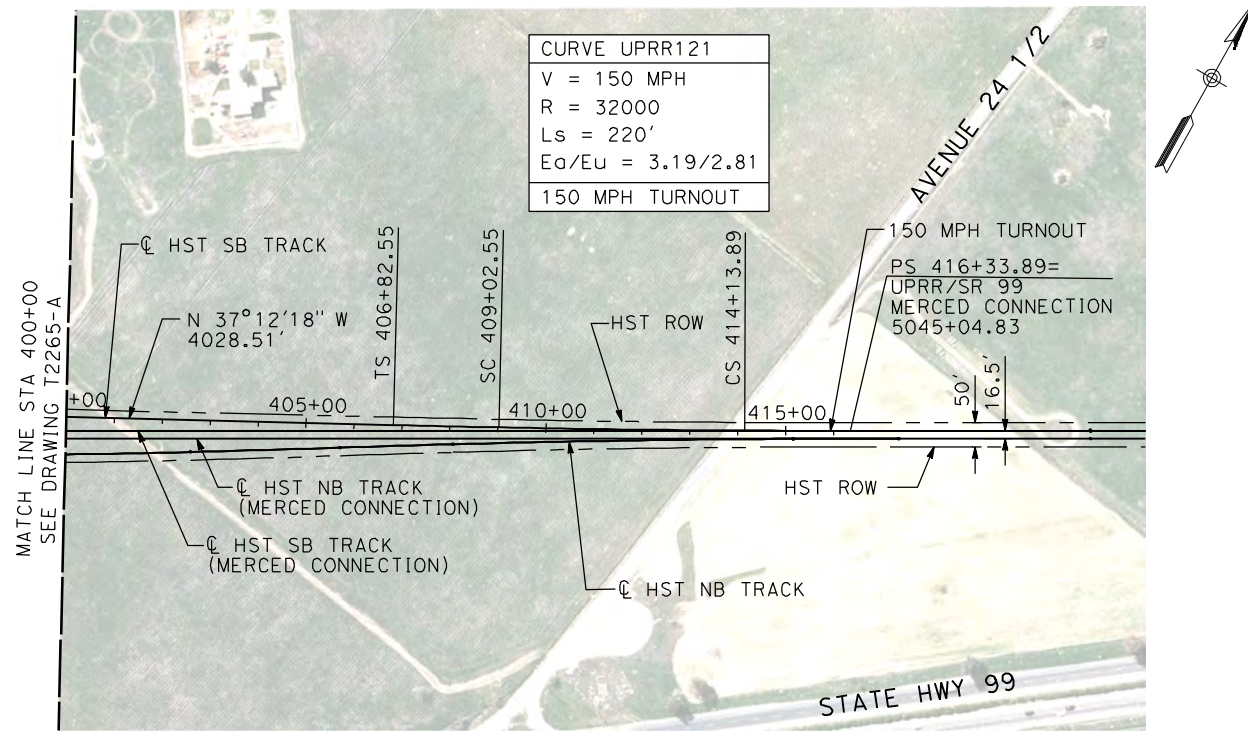 CURVE UPRR121
V = 150 MPH
R = 32000
Ls = 220'
Ea/Eu = 3.19/2.81
150 MPH TURNOUT
AVENUE 24 1/2
℄ HST SB TRACK
N 37°12'18" W
4028.51'
TS 406+82.55
SC 409+02.55
HST ROW
CS 414+13.89
150 MPH TURNOUT
PS 416+33.89=
UPRR/SR 99
MERCED CONNECTION
5045+04.83
MATCH LINE STA 400+00
SEE DRAWING T2265-A
+00
405+00
410+00
415+00
50'
16.5'
℄ HST NB TRACK
(MERCED CONNECTION)
℄ HST SB TRACK
(MERCED CONNECTION)
HST ROW
℄ HST NB TRACK
STATE HWY 99